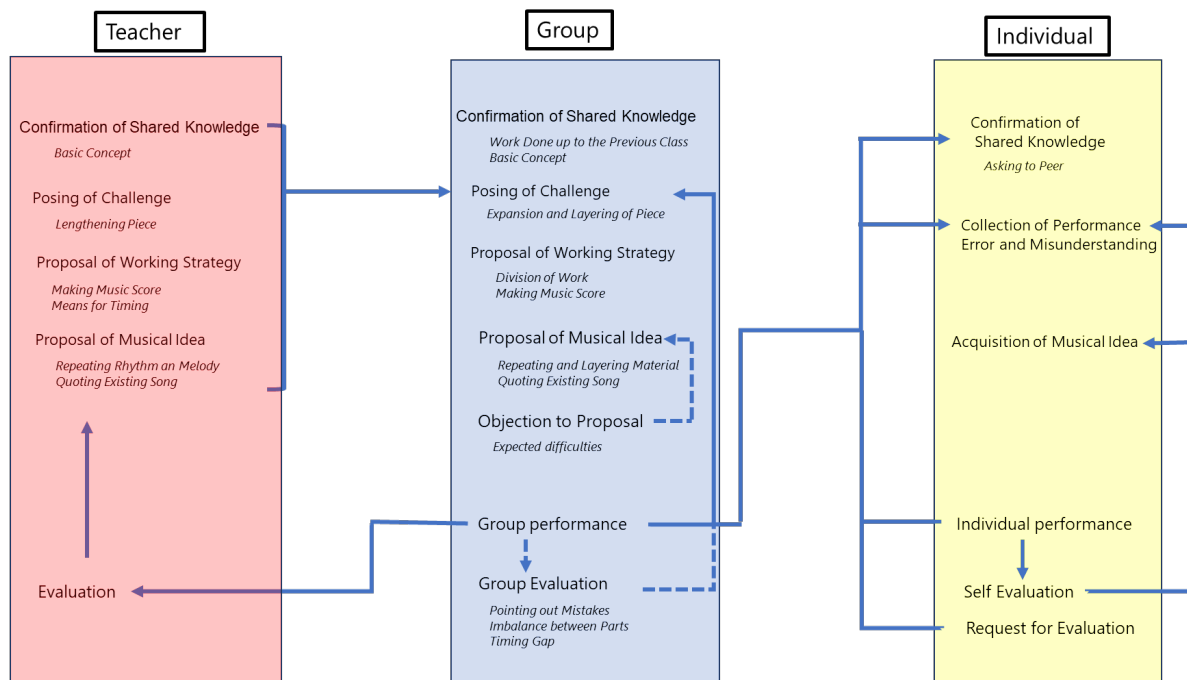 Teacher
Confirmation of Shared Knowledge
Basic Concept
Posing of Challenge
Lengthening Piece
Proposal of Working Strategy
Making Music Score
Means for Timing
Proposal of Musical Idea
Repeating Rhythm an Melody
Quoting Existing Song
Evaluation
Group
Confirmation of Shared Knowledge
Work Done up to the Previous Class
Basic Concept
Posing of Challenge
Expansion and Layering of Piece
Proposal of Working Strategy
Division of Work
Making Music Score
Proposal of Musical Idea
Repeating and Layering Material
Quoting Existing Song
Objection to Proposal
Expected difficulties
Group performance
Group Evaluation
Pointing out Mistakes
Imbalance between Parts
Timing Gap
Individual
Confirmation of
Shared Knowledge
Asking to Peer
Collection of Performance
Error and Misunderstanding
Acquisition of Musical Idea
Individual performance
Self Evaluation
Request for Evaluation